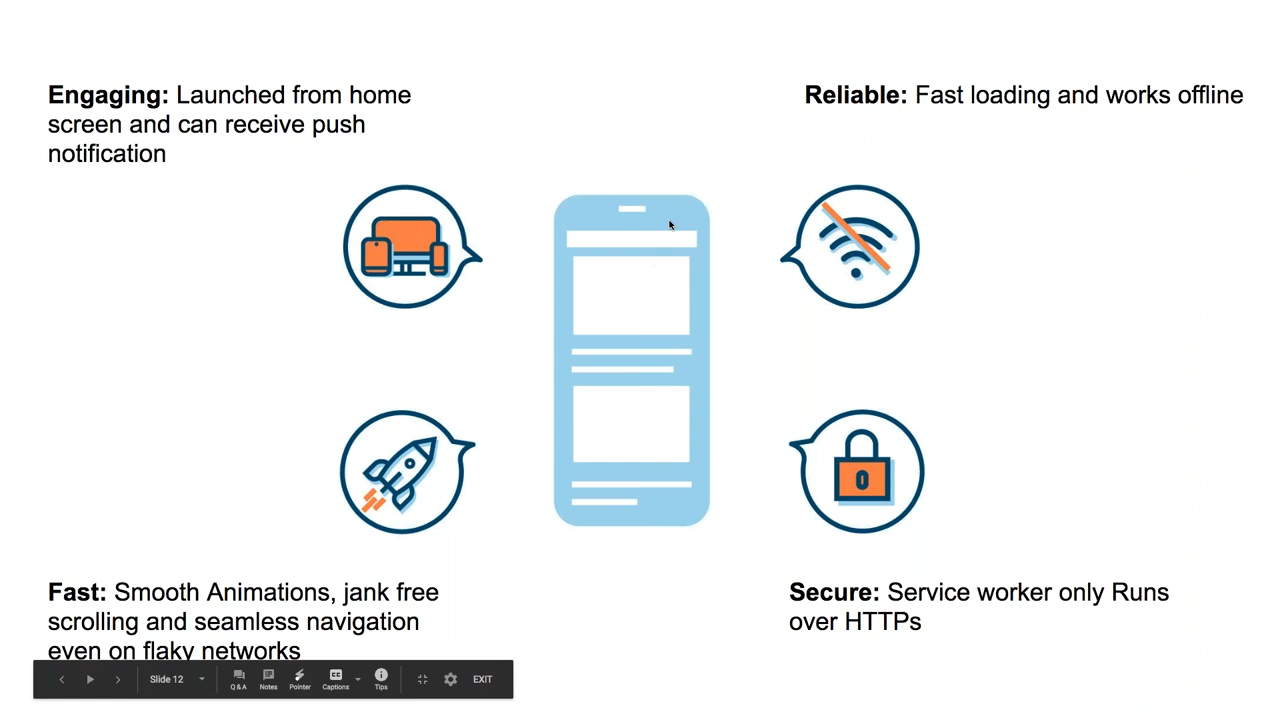 Engaging: Launched from home
screen and can receive push
notification
Reliable: Fast loading and works offline
Fast: Smooth Animations, jank free
scrolling and seamless navigation
even on flaky networks
Secure: Service worker only Runs
over HTTPs
Slide 12
Q&A
Notes
Pointer
CC
Captions
Tips
EXIT